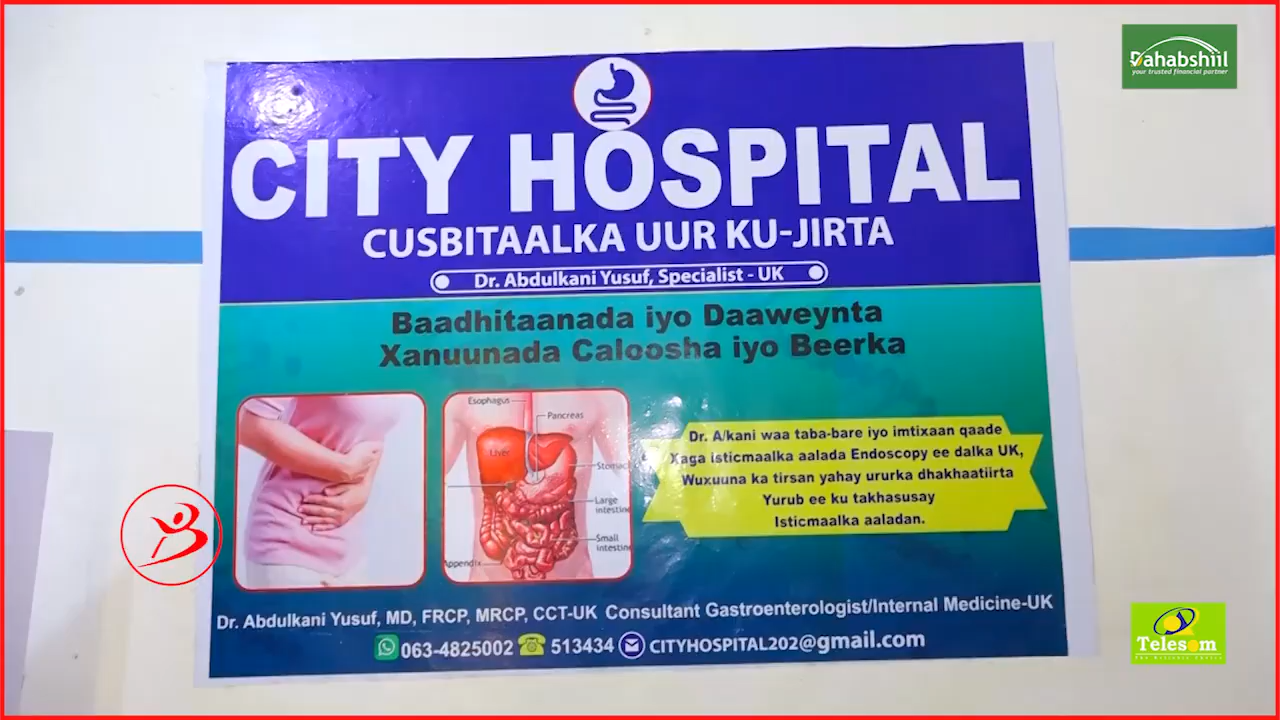 Dahabshiil
your trusted financial partner
CITY HOSPITAL
CUSBITAALKA UUR KU-JIRTA
Dr. Abdulkani Yusuf, Specialist - UK
Baadhitaanada iyo Daaweynta
Xanuunada Caloosha iyo Beerka
Esophagus
Pancreas
Liver
Stomac
Large
intestine
Small
intestine
Appendix
Dr. A/kani waa taba-bare iyo imtixaan qaade
Xaga isticmaalka aalada Endoscopy ee dalka UK,
Wuxuuna ka tirsan yahay ururka dhakhaatiirta
Yurub ee ku takhasusay
Isticmaalka aaladan.
Dr. Abdulkani Yusuf, MD, FRCP, MRCP, CCT-UK Consultant Gastroenterologist/Internal Medicine-UK
063-4825002 513434 CITYHOSPITAL202@gmail.com
B
Telesom